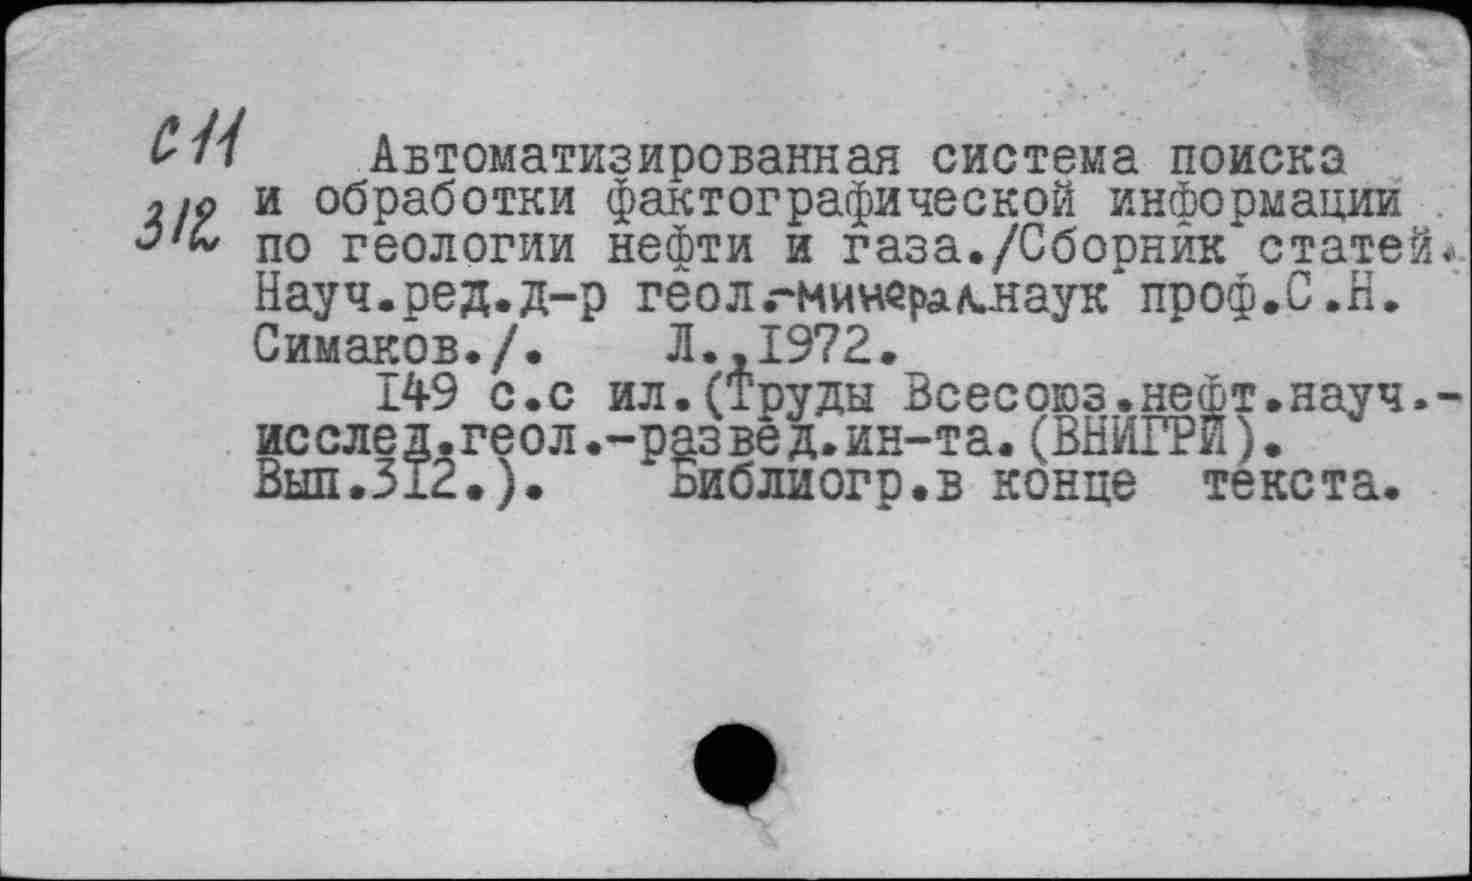 С11 Автоматизированная система поиска
312 и обработки фактографической информации
по геологии нефти и газа./Сборник статей.
Науч.ред.д-р геол.-минерал.наук проф.С.Н.
Симаков./. Л.,1972.
149 с.с ил.(Труды Всесоюз.нефт.науч.-
исслед.геол.-развед.ин-та.(ВНИГРИ).
Вып.312.). Библиогр.в конце текста.